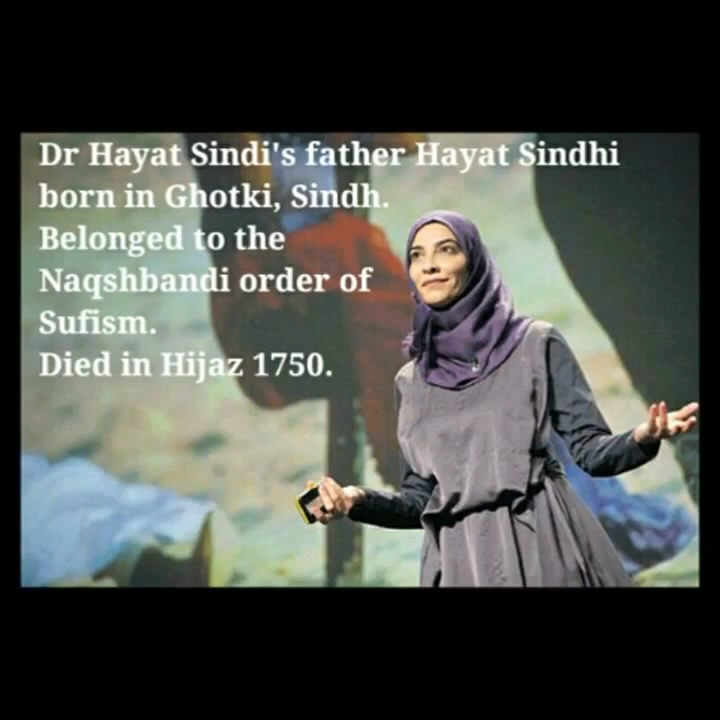 Dr Hayat Sindi's father Hayat Sindhi
born in Ghotki, Sindh.
Belonged to the
Naqshbandi order of
Sufism.
Died in Hijaz 1750.